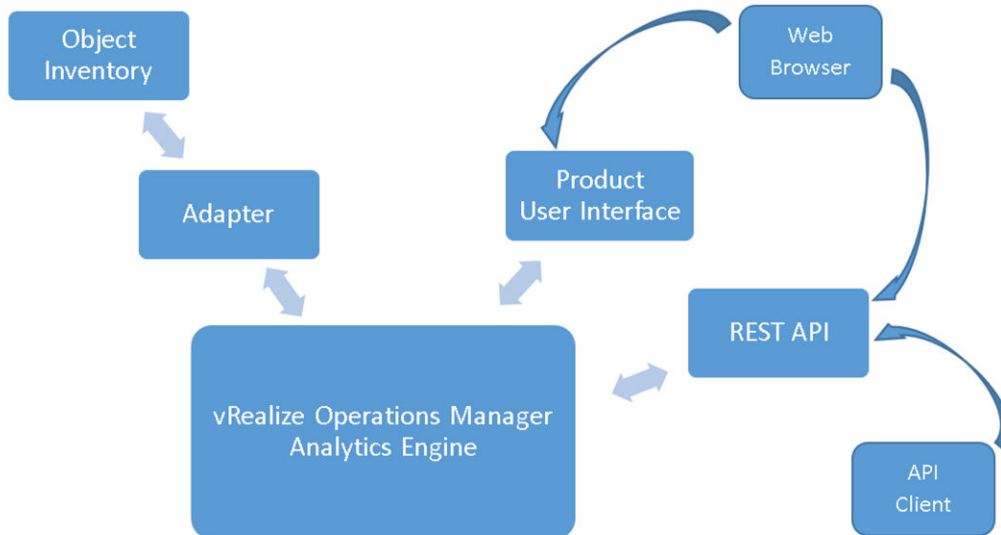 Object
Inventory
Web
Browser
Adapter
Product
User Interface
REST API
vRealize Operations Manager
Analytics Engine
API
Client